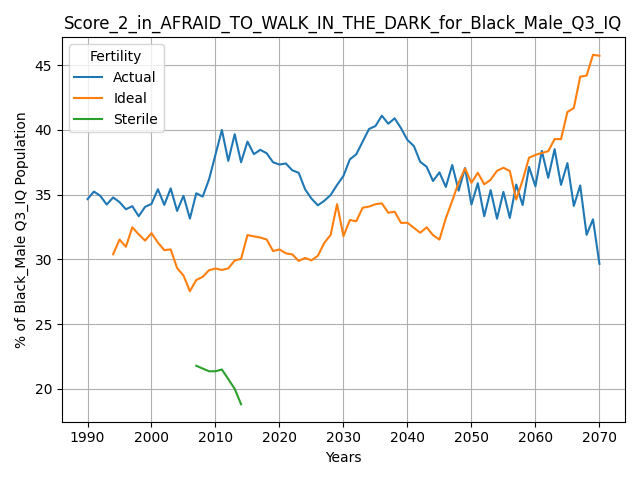 Score_2_in_AFRAID_TO_WALK_IN_THE_DARK_for_Black_Male_Q3_IQ
Fertility
Actual
Ideal
Sterile
45
40
35
30
25
20
% of Black_Male Q3_IQ Population
1990 2000 2010 2020 2030 2040 2050 2060 2070
Years